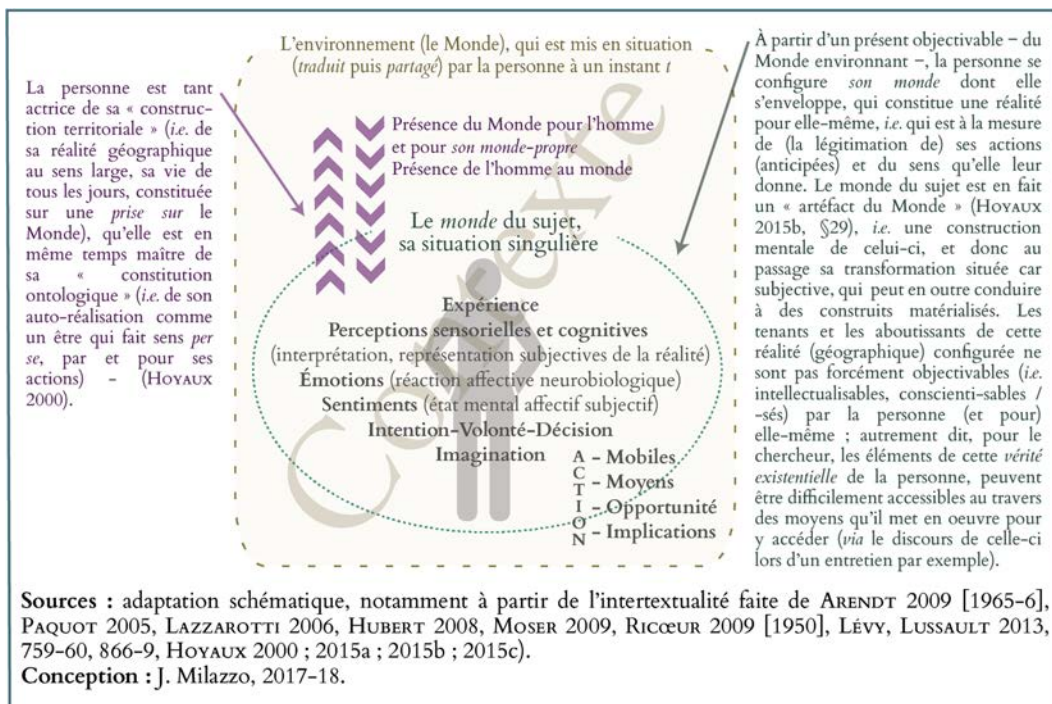 L'environnement (le Monde), qui est mis en situation
(traduit puis partagé) par la personne à un instant t
La personne est tant
actrice de sa « construc-
tion territoriale » (i.e. de
sa réalité géographique
au sens large, sa vie de
tous les jours, constituée
sur une prise sur le
Monde), qu'elle est en
même temps maître de
sa « constitution
ontologique » (i.e. de son
auto-réalisation comme
un être qui fait sens per
se, par et pour ses
actions) – (HOYAUX
2000).
Présence du Monde pour l'homme
et pour son monde-propre
Présence de l'homme au monde
Le monde du sujet,
sa situation singulière
Contexte
Expérience
Perceptions sensorielles et cognitives
(interprétation, représentation subjectives de la réalité)
Émotions (réaction affective neurobiologique)
Sentiments (état mental affectif subjectif)
Intention-Volonté-Décision
Imagination
ACTION
– Mobiles
– Moyens
– Opportunité
– Implications
À partir d'un présent objectivable – du
Monde environnant –, la personne se
configure son monde dont elle
s'enveloppe, qui constitue une réalité
pour elle-même, i.e. qui est à la mesure
de (la légitimation de) ses actions
(anticipées) et du sens qu'elle leur
donne. Le monde du sujet est en fait
un « artéfact du Monde » (HOYAUX
2015b, §29), i.e. une construction
mentale de celui-ci, et donc au
passage sa transformation située car
subjective, qui peut en outre conduire
à des construits matérialisés. Les
tenants et les aboutissants de cette
réalité (géographique) configurée ne
sont pas forcément objectivables (i.e.
intellectualisables, conscienti-sables /
-sés) par la personne (et pour)
elle-même ; autrement dit, pour le
chercheur, les éléments de cette vérité
existentielle de la personne, peuvent
être difficilement accessibles au travers
des moyens qu'il met en oeuvre pour
y accéder (via le discours de celle-ci
lors d'un entretien par exemple).
Sources : adaptation schématique, notamment à partir de l'intertextualité faite de ARENDT 2009 [1965-6],
PAQUOT 2005, LAZZAROTTI 2006, HUBERT 2008, MOSER 2009, RICŒUR 2009 [1950], LÉVY, LUSSAULT 2013,
759-60, 866-9, HOYAUX 2000 ; 2015a ; 2015b ; 2015c).
Conception : J. Milazzo, 2017-18.